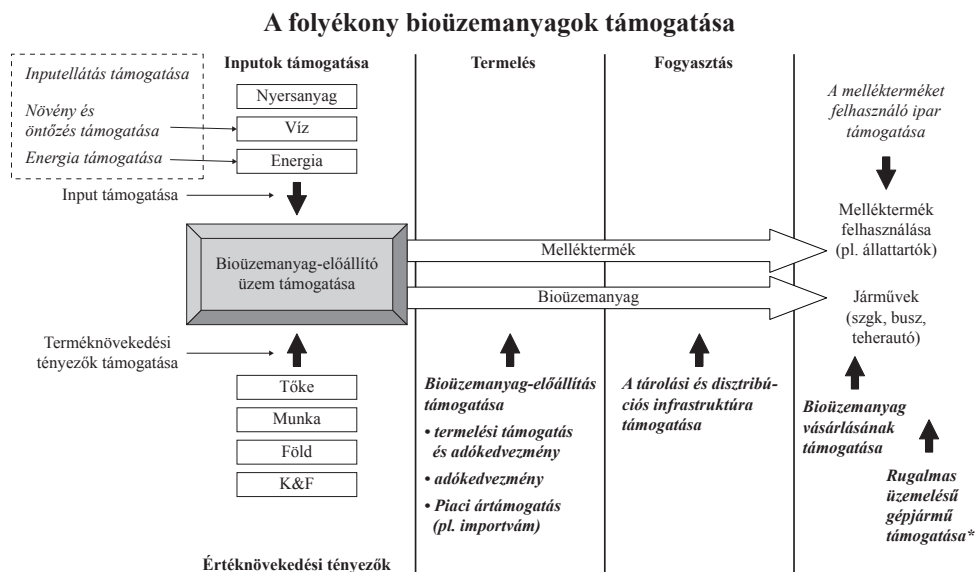 A folyékony bioüzemanyagok támogatása
Inputellátás támogatása
Növény és
öntőzés támogatása
Energia támogatása
Input támogatása
Inputok támogatása
Nyersanyag
Víz
Energia
Bioüzemanyag-előállító
üzem támogatása
Terméknövekedési
tényezők támogatása
Tőke
Munka
Föld
K&F
Értéknövekedési tényezők
Termelés
Fogyasztás
Melléktermék
Bioüzemanyag
Bioüzemanyag-előállítás
támogatása
• termelési támogatás
és adókedvezmény
• adókedvezmény
• Piaci ártámogatás
(pl. importvám)
A tárolási és disztribú-
ciós infrastruktúra
támogatása
A mellékterméket
felhasználó ipar
támogatása
Melléktermék
felhasználása
(pl. állattartók)
Járművek
(szgk, busz,
teherautó)
Bioüzemanyag
vásárlásának
támogatása
Rugalmas
üzemelésű
gépjármű
támogatása*